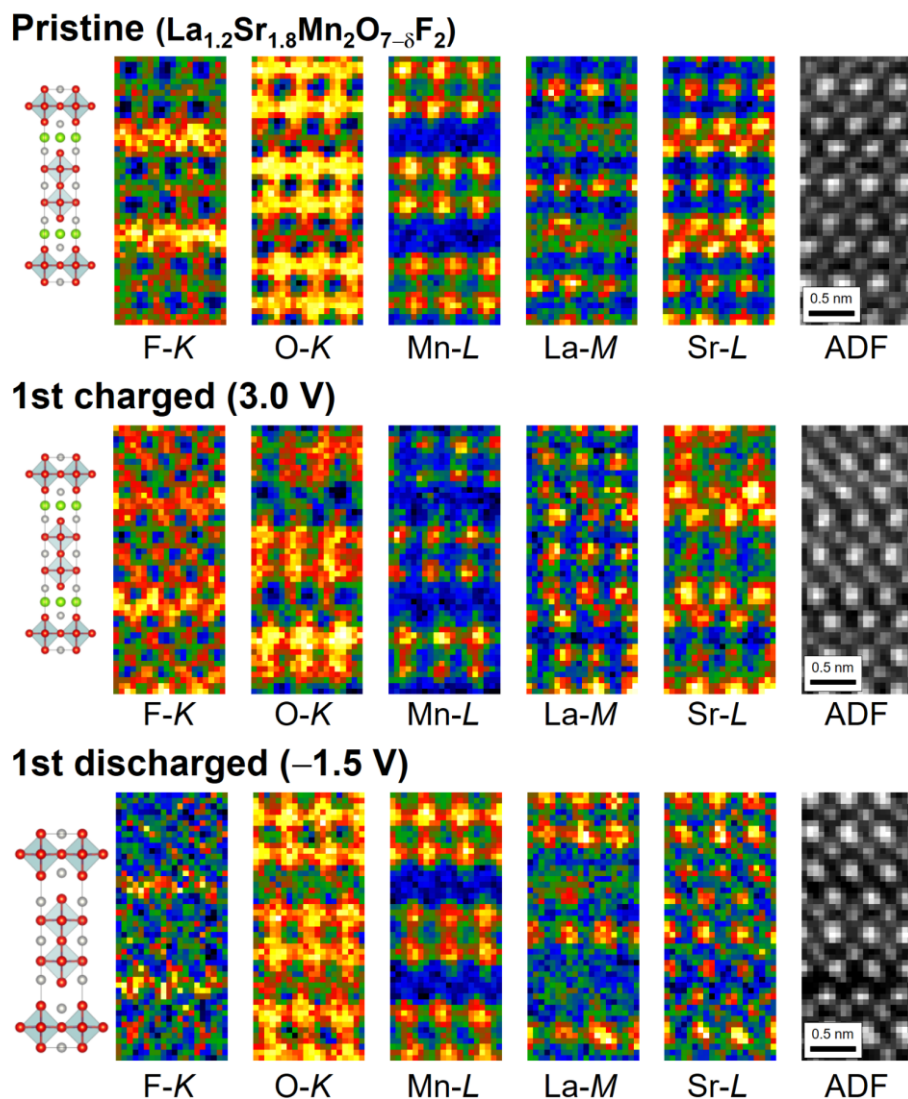 Pristine (La1.2Sr1.8Mn2O7–δF2)
0.5 nm
F-K O-K Mn-L La-M Sr-L ADF
1st charged (3.0 V)
0.5 nm
F-K O-K Mn-L La-M Sr-L ADF
1st discharged (–1.5 V)
0.5 nm
F-K O-K Mn-L La-M Sr-L ADF